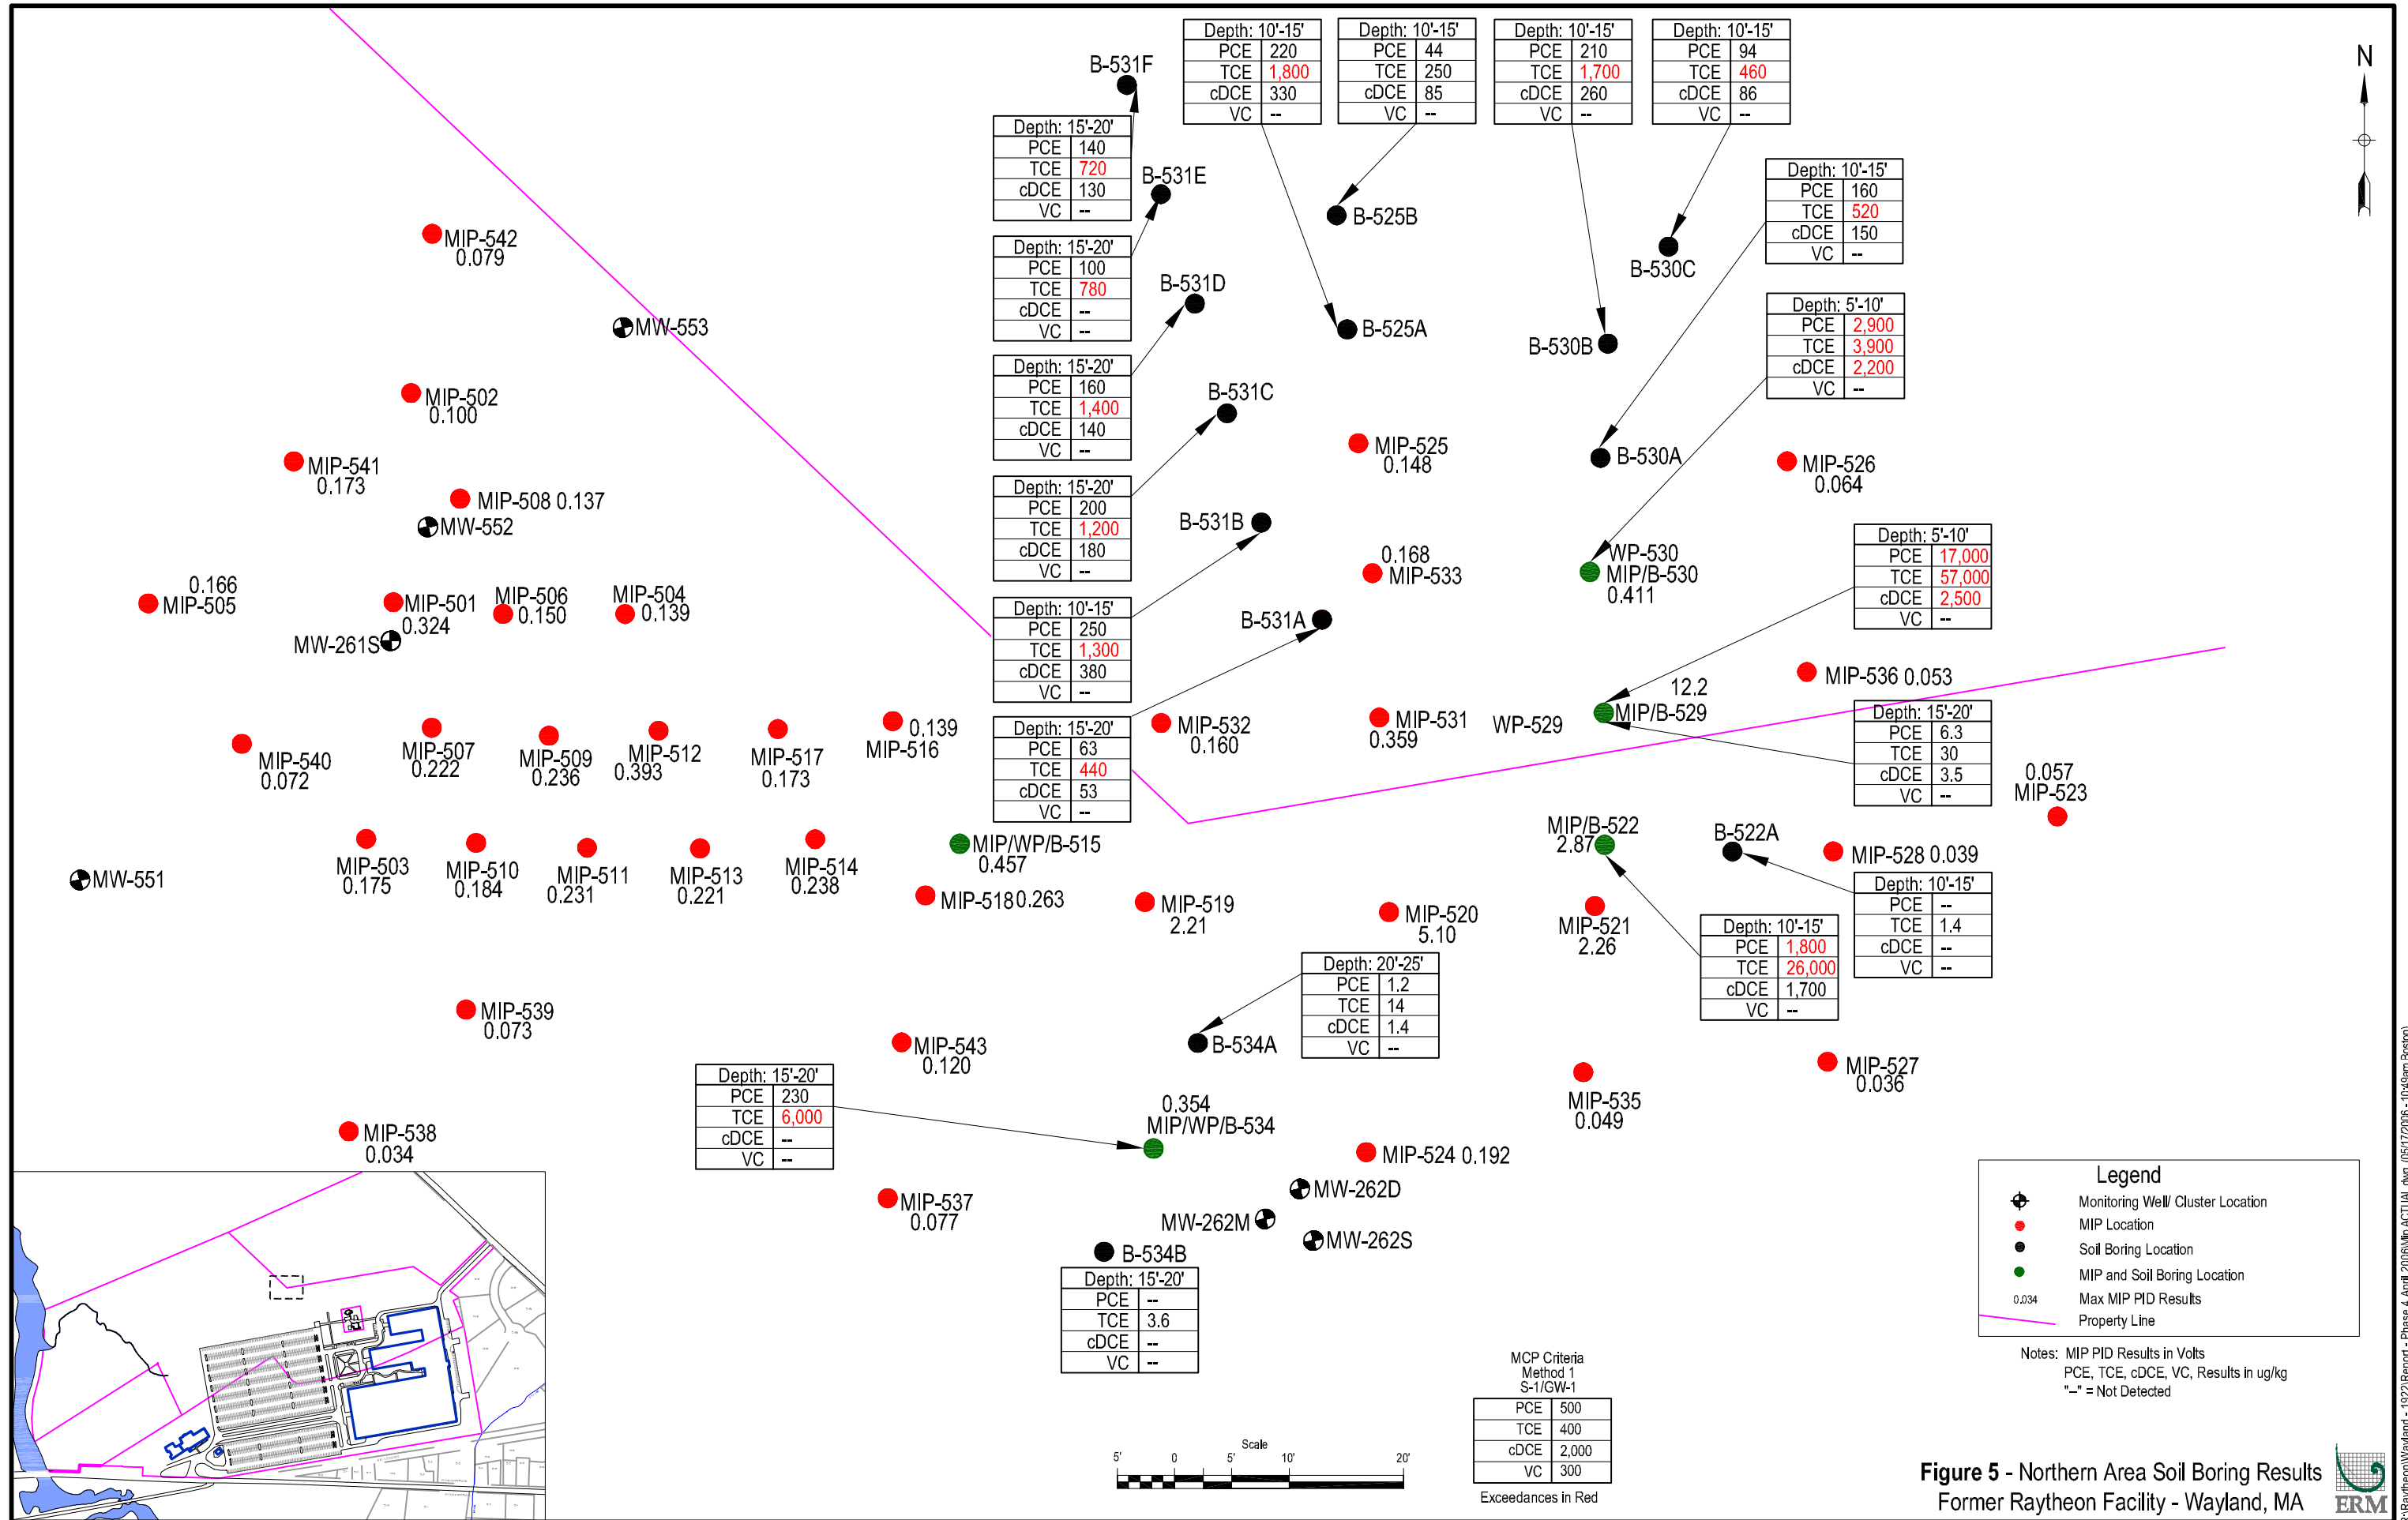 Depth: 10'-15'
PCE 220
TCE 1,800
cDCE 330
VC --
Depth: 10'-15'
PCE 44
TCE 250
cDCE 85
VC --
Depth: 10'-15'
PCE 210
TCE 1,700
cDCE 260
VC --
Depth: 10'-15'
PCE 94
TCE 460
cDCE 86
VC --
N
B-531F
Depth: 15'-20'
PCE 140
TCE 720
cDCE 130
VC --
B-531E
Depth: 10'-15'
PCE 160
TCE 520
cDCE 150
VC --
B-525B
MIP-542
0.079
Depth: 15'-20'
PCE 100
TCE 780
cDCE --
VC --
B-530C
B-531D
Depth: 5'-10'
PCE 2,900
TCE 3,900
cDCE 2,200
VC --
MW-553
B-525A
B-530B
Depth: 15'-20'
PCE 160
TCE 1,400
cDCE 140
VC --
MIP-502
0.100
B-531C
MIP-525
0.148
B-530A
MIP-526
0.064
MIP-541
0.173
MIP-508 0.137
MW-552
Depth: 15'-20'
PCE 200
TCE 1,200
cDCE 180
VC --
B-531B
Depth: 5'-10'
PCE 17,000
TCE 57,000
cDCE 2,500
VC --
0.168
MIP-533
WP-530
MIP/B-530
0.411
0.166
MIP-505
MIP-501
0.324
MIP-506
0.150
MIP-504
0.139
MW-261S
Depth: 10'-15'
PCE 250
TCE 1,300
cDCE 380
VC --
B-531A
MIP-536 0.053
12.2
MIP/B-529
WP-529
Depth: 15'-20'
PCE 6.3
TCE 30
cDCE 3.5
VC --
MIP-540
0.072
MIP-507
0.222
MIP-509
0.236
MIP-512
0.393
MIP-517
0.173
0.139
MIP-516
Depth: 15'-20'
PCE 63
TCE 440
cDCE 53
VC --
MIP-532
0.160
MIP-531
0.359
0.057
MIP-523
MW-551
MIP-503
0.175
MIP-510
0.184
MIP-511
0.231
MIP-513
0.221
MIP-514
0.238
MIP/WP/B-515
0.457
MIP-518 0.263
MIP-519
2.21
MIP-520
5.10
MIP/B-522
2.87
MIP-521
2.26
B-522A
MIP-528 0.039
Depth: 10'-15'
PCE --
TCE 1.4
cDCE --
VC --
Depth: 10'-15'
PCE 1,800
TCE 26,000
cDCE 1,700
VC --
Depth: 20'-25'
PCE 1.2
TCE 14
cDCE 1.4
VC --
MIP-539
0.073
MIP-543
0.120
B-534A
MIP-527
0.036
MIP-535
0.049
Depth: 15'-20'
PCE 230
TCE 6,000
cDCE --
VC --
0.354
MIP/WP/B-534
MIP-538
0.034
MIP-524 0.192
MW-262D
MIP-537
0.077
MW-262M
MW-262S
B-534B
Depth: 15'-20'
PCE --
TCE 3.6
cDCE --
VC --
Legend
Monitoring Well/ Cluster Location
MIP Location
Soil Boring Location
MIP and Soil Boring Location
0.034 Max MIP PID Results
Property Line
Notes: MIP PID Results in Volts
PCE, TCE, cDCE, VC, Results in ug/kg
"--" = Not Detected
MCP Criteria
Method 1
S-1/GW-1
PCE 500
TCE 400
cDCE 2,000
VC 300
Exceedances in Red
Scale
5' 0 5' 10' 20'
Figure 5 - Northern Area Soil Boring Results
Former Raytheon Facility - Wayland, MA
ERM